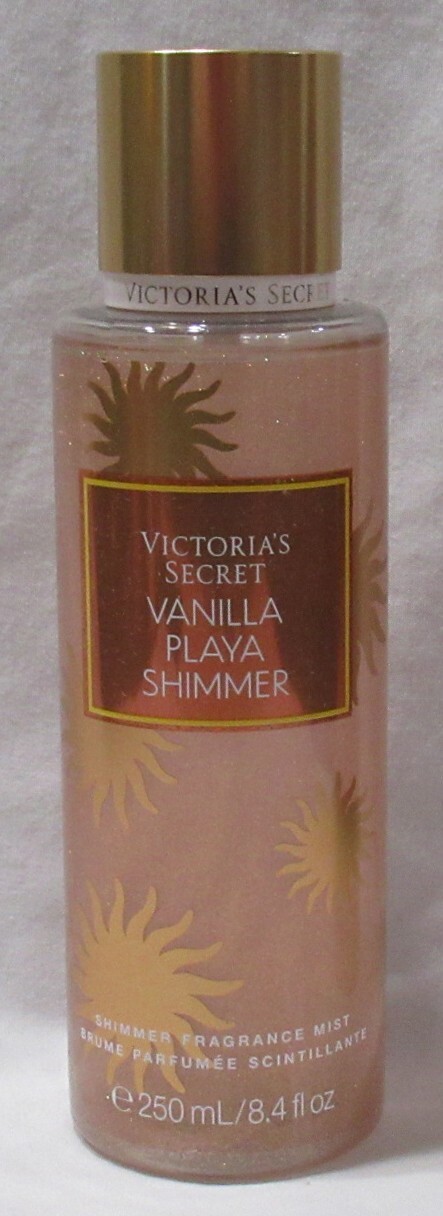 VICTORIA'S SECRET
VICTORIA'S
SECRET
VANILLA
PLAYA
SHIMMER
SHIMMER FRAGRANCE MIST
BRUME PARFUMÉE SCINTILLANTE
℮ 250 mL/8.4 fl oz